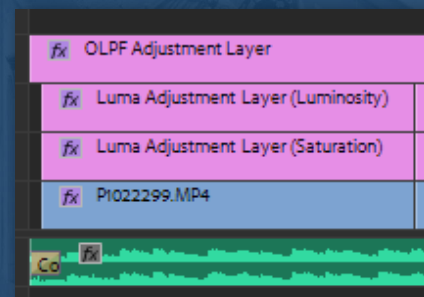 fx OLPF Adjustment Layer
fx Luma Adjustment Layer (Luminosity)
fx Luma Adjustment Layer (Saturation)
fx P1022299.MP4
fx
Co